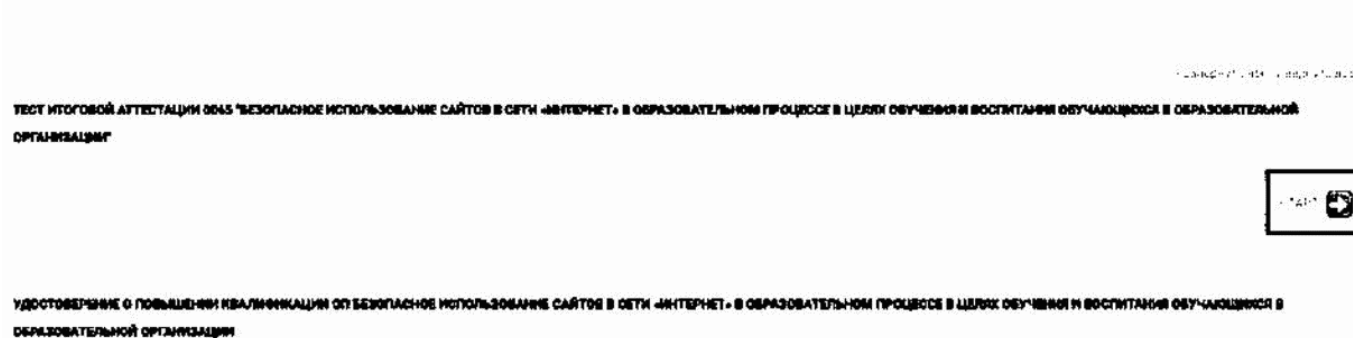 ТЕСТ ИТОГОВОЙ АТТЕСТАЦИИ 0045 "БЕЗОПАСНОЕ ИСПОЛЬЗОВАНИЕ САЙТОВ В СЕТИ «ИНТЕРНЕТ» В ОБРАЗОВАТЕЛЬНОМ ПРОЦЕССЕ В ЦЕЛЯХ ОБУЧЕНИЯ И ВОСПИТАНИЯ ОБУЧАЮЩИХСЯ В ОБРАЗОВАТЕЛЬНОЙ
ОРГАНИЗАЦИИ"
СТАРТ
УДОСТОВЕРЕНИЕ О ПОВЫШЕНИИ КВАЛИФИКАЦИИ ОП БЕЗОПАСНОЕ ИСПОЛЬЗОВАНИЕ САЙТОВ В СЕТИ «ИНТЕРНЕТ» В ОБРАЗОВАТЕЛЬНОМ ПРОЦЕССЕ В ЦЕЛЯХ ОБУЧЕНИЯ И ВОСПИТАНИЯ ОБУЧАЮЩИХСЯ В
ОБРАЗОВАТЕЛЬНОЙ ОРГАНИЗАЦИИ